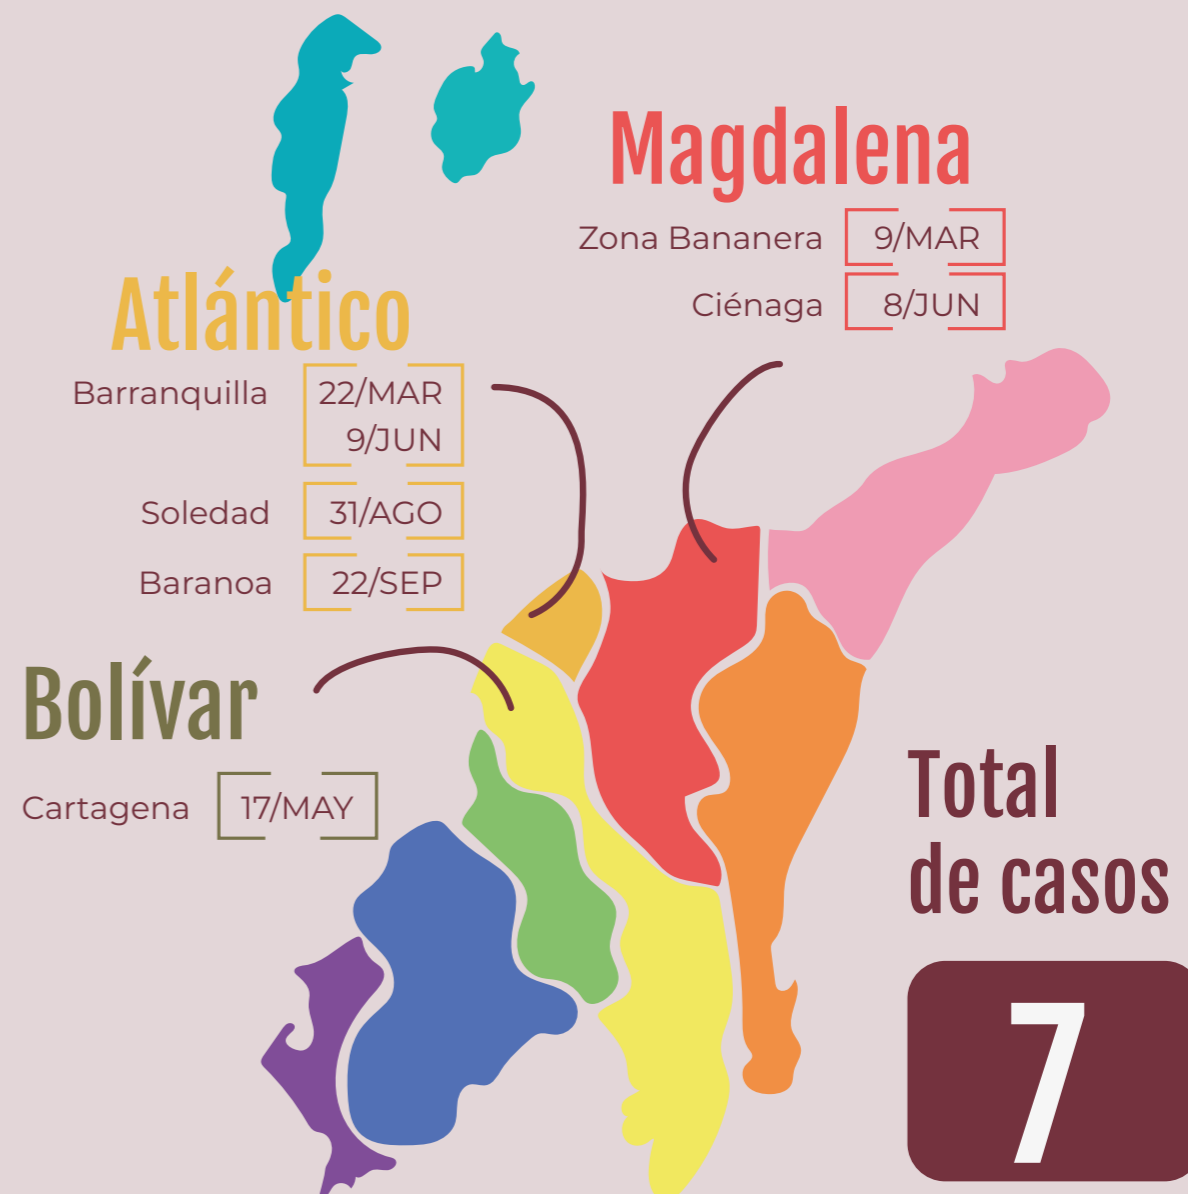 Magdalena
Zona Bananera 9/MAR
Ciénaga 8/JUN
Atlántico
Barranquilla 22/MAR
9/JUN
Soledad 31/AGO
Baranoa 22/SEP
Bolívar
Cartagena 17/MAY
Total
de casos
7